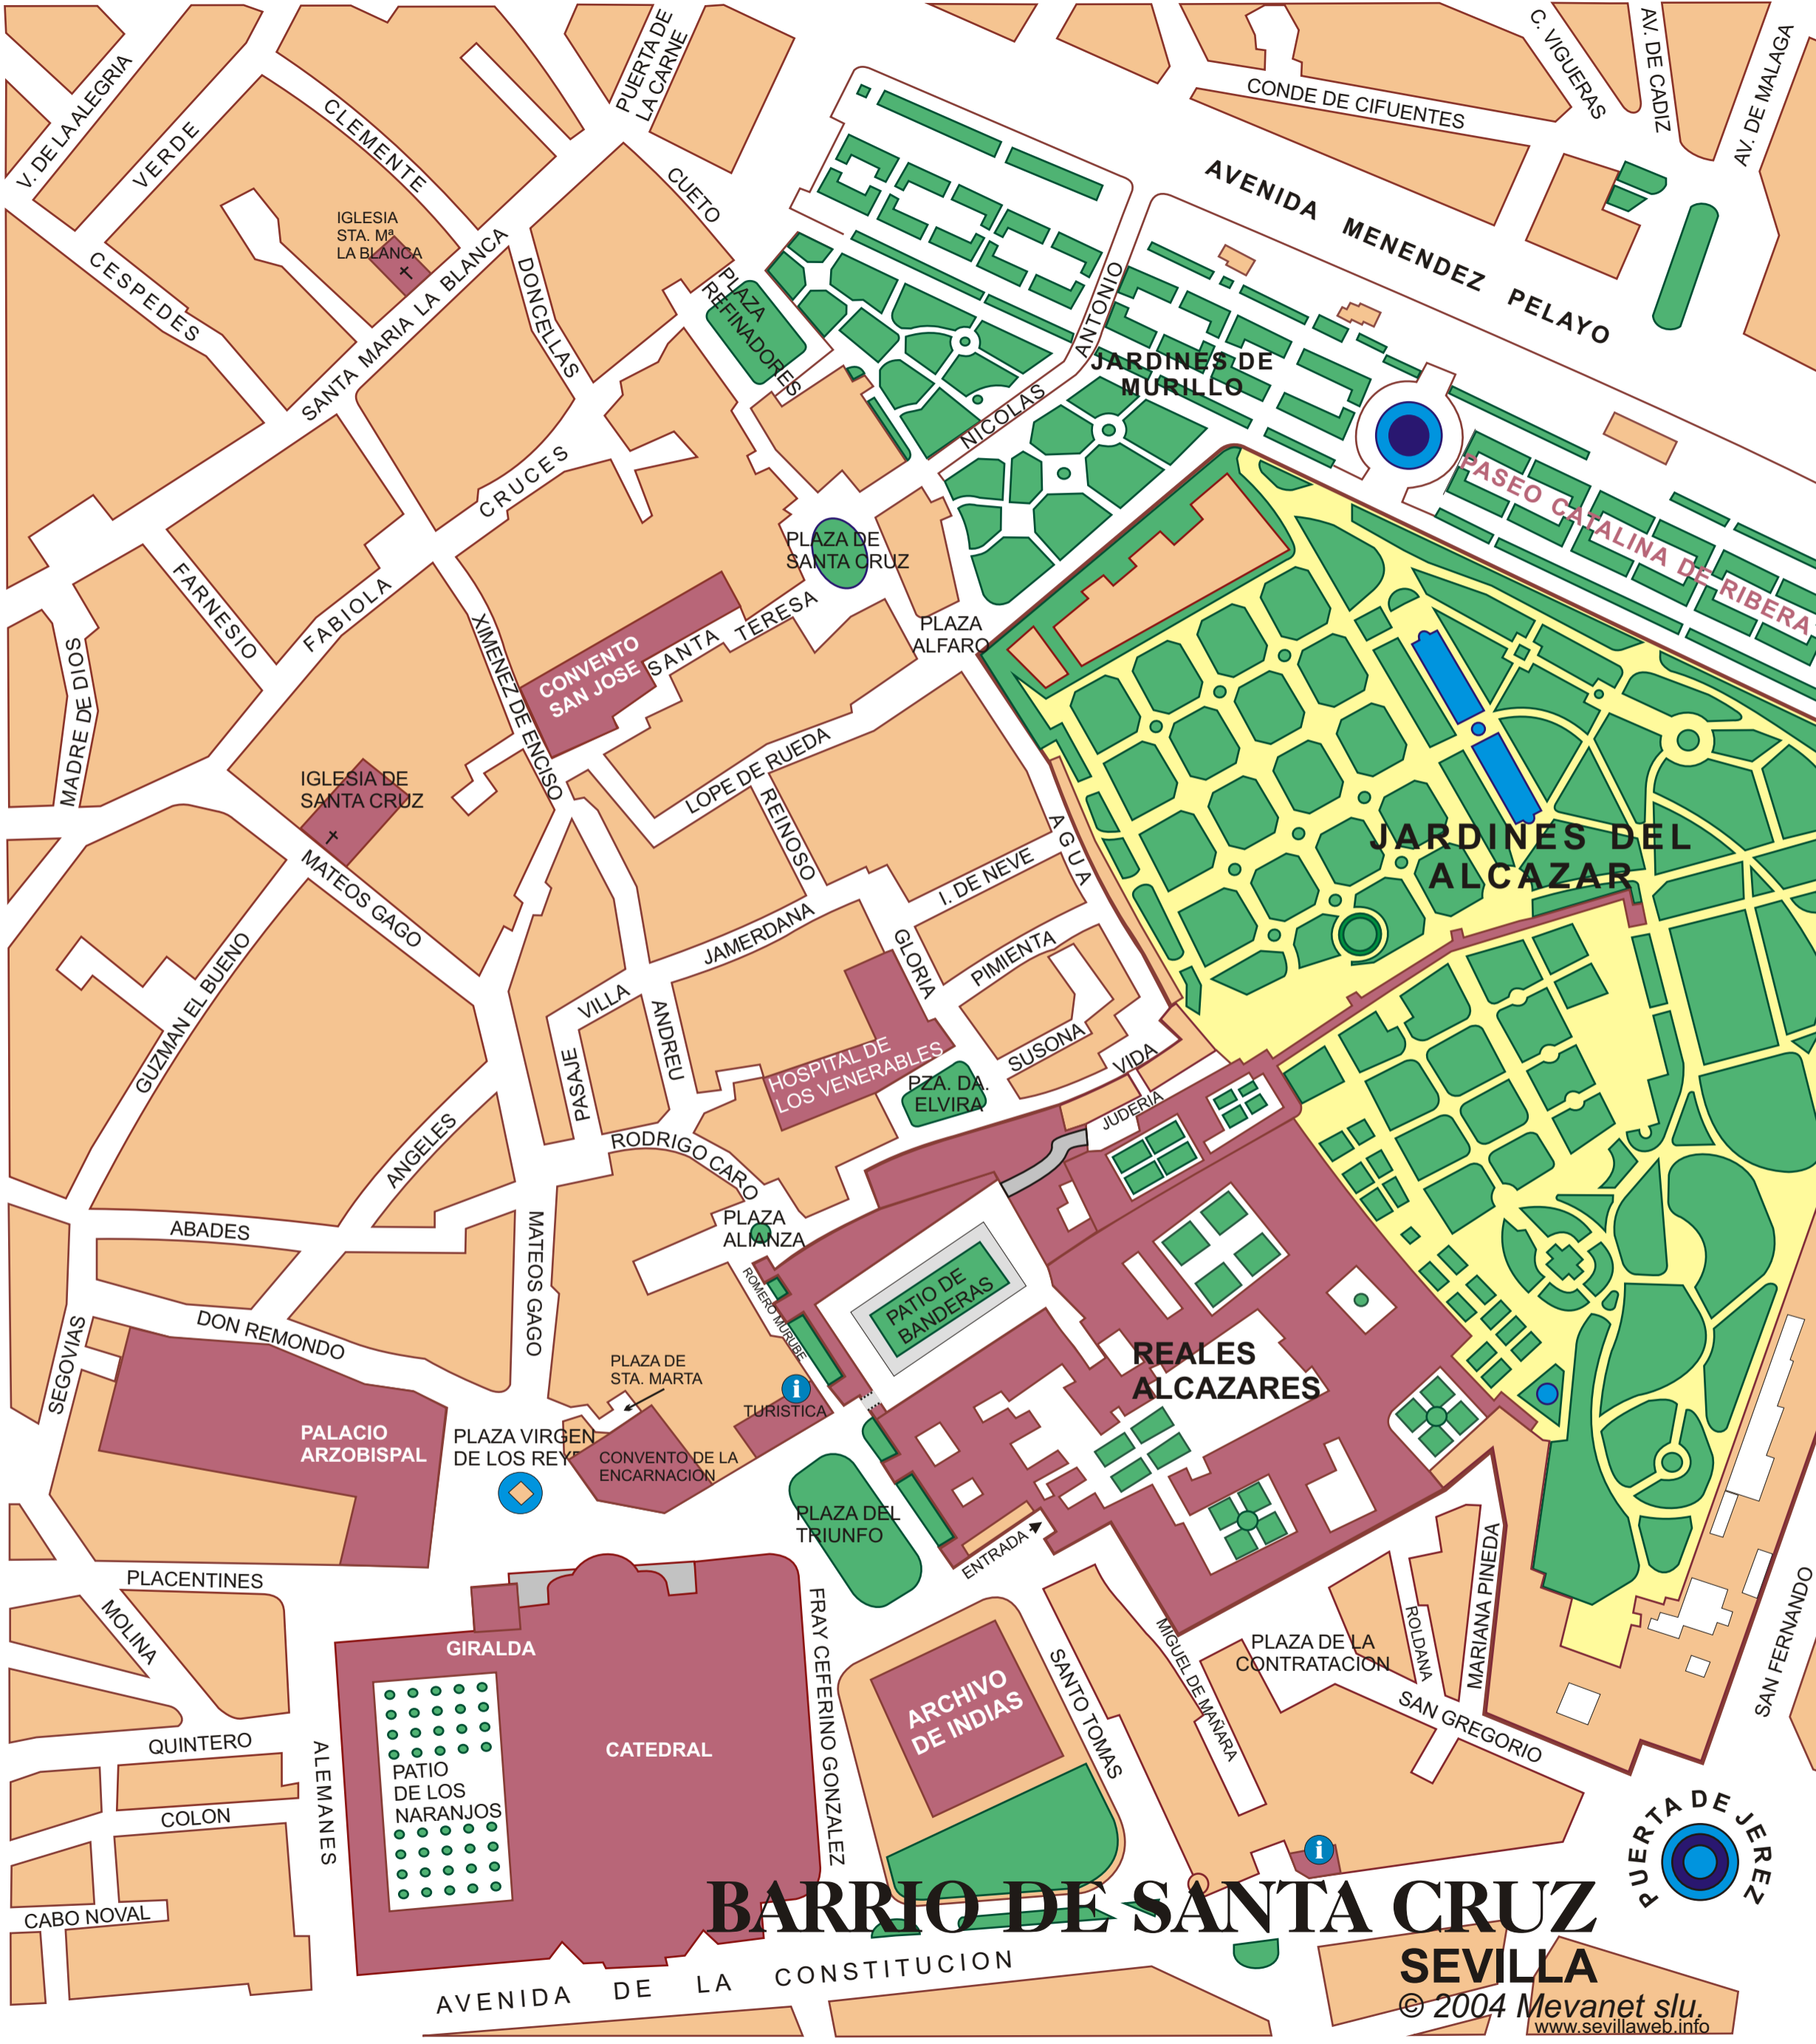 V. DE LA ALEGRIA
VERDE
CLEMENTE
PUERTA DE
LA CARNE
CUETO
C. VIGUERAS
AV. DE CADIZ
AV. DE MALAGA
CONDE DE CIFUENTES
AVENIDA MENENDEZ PELAYO
CESPEDES
IGLESIA
STA. Mª
LA BLANCA
SANTA MARIA LA BLANCA
DONCELLAS
PLAZA
REFINADORES
NICOLAS ANTONIO
JARDINES DE
MURILLO
PASEO CATALINA DE RIBERA
CRUCES
PLAZA DE
SANTA CRUZ
FARNESIO
FABIOLA
MADRE DE DIOS
XIMENEZ DE ENCISO
CONVENTO
SAN JOSE
SANTA TERESA
PLAZA
ALFARO
IGLESIA DE
SANTA CRUZ
LOPE DE RUEDA
REINOSO
AGUA
I. DE NEVE
JARDINES DEL
ALCAZAR
MATEOS GAGO
GUZMAN EL BUENO
JAMERDANA
GLORIA
PIMIENTA
VILLA
ANDREU
PASAJE
SUSONA
VIDA
HOSPITAL DE
LOS VENERABLES
PZA. DA.
ELVIRA
JUDERIA
ANGELES
RODRIGO CARO
ABADES
MATEOS GAGO
PLAZA
ALIANZA
ROMERO MURUBE
PATIO DE
BANDERAS
DON REMONDO
SEGOVIAS
PLAZA DE
STA. MARTA
i
TURISTICA
REALES
ALCAZARES
PALACIO
ARZOBISPAL
PLAZA VIRGEN
DE LOS REYE
CONVENTO DE LA
ENCARNACION
PLAZA DEL
TRIUNFO
ENTRADA
PLACENTINES
MOLINA
GIRALDA
FRAY CEFERINO GONZALEZ
ARCHIVO
DE INDIAS
SANTO TOMAS
MIGUEL DE MAÑARA
PLAZA DE LA
CONTRATACION
ROLDANA
MARIANA PINEDA
SAN GREGORIO
SAN FERNANDO
QUINTERO
ALEMANES
CATEDRAL
PATIO
DE LOS
NARANJOS
COLON
CABO NOVAL
i
PUERTA DE JEREZ
BARRIO DE SANTA CRUZ
SEVILLA
AVENIDA DE LA CONSTITUCION
© 2004 Mevanet slu.
www.sevillaweb.info